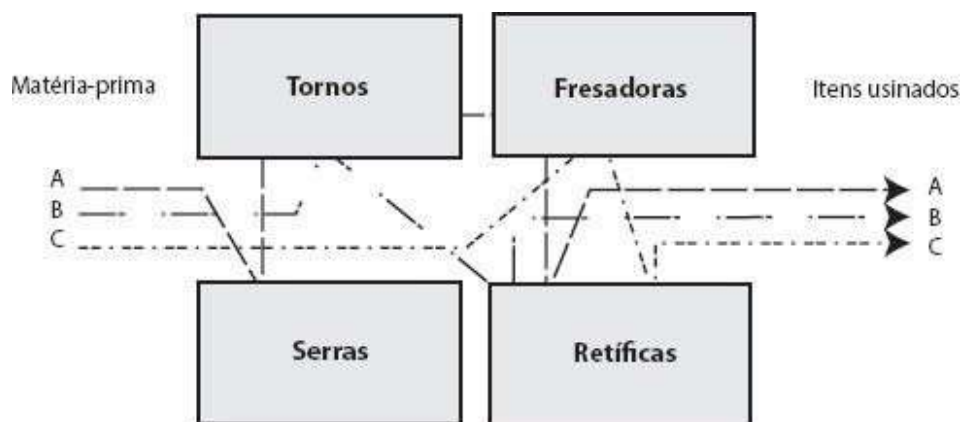 Matéria-prima
Tornos
Fresadoras
Itens usinados
A
B
C
A
B
C
Serras
Retíficas